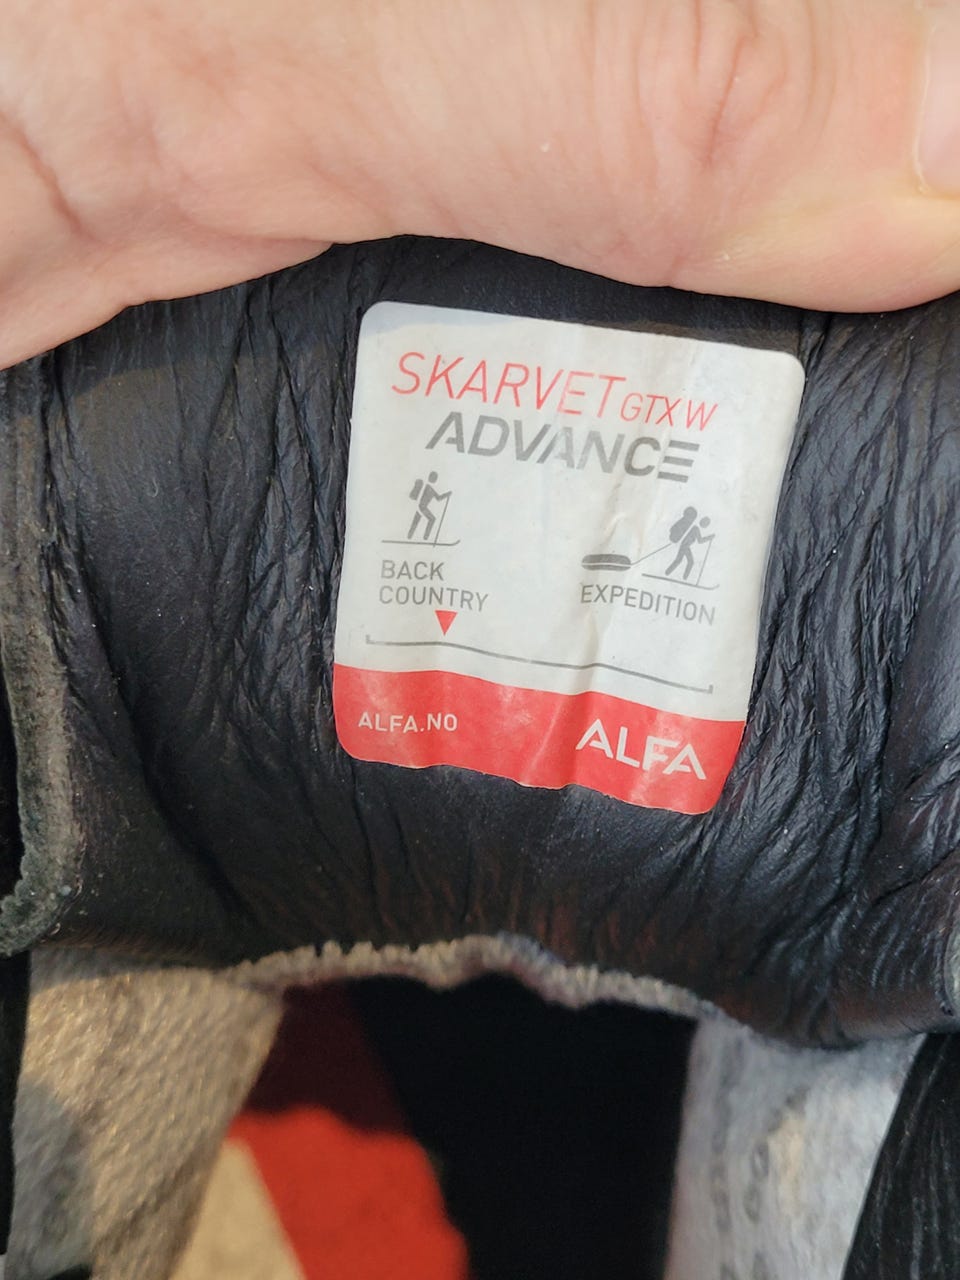 SKARVET GTX W
ADVANCE
BACK
COUNTRY
EXPEDITION
ALFA.NO
ALFA